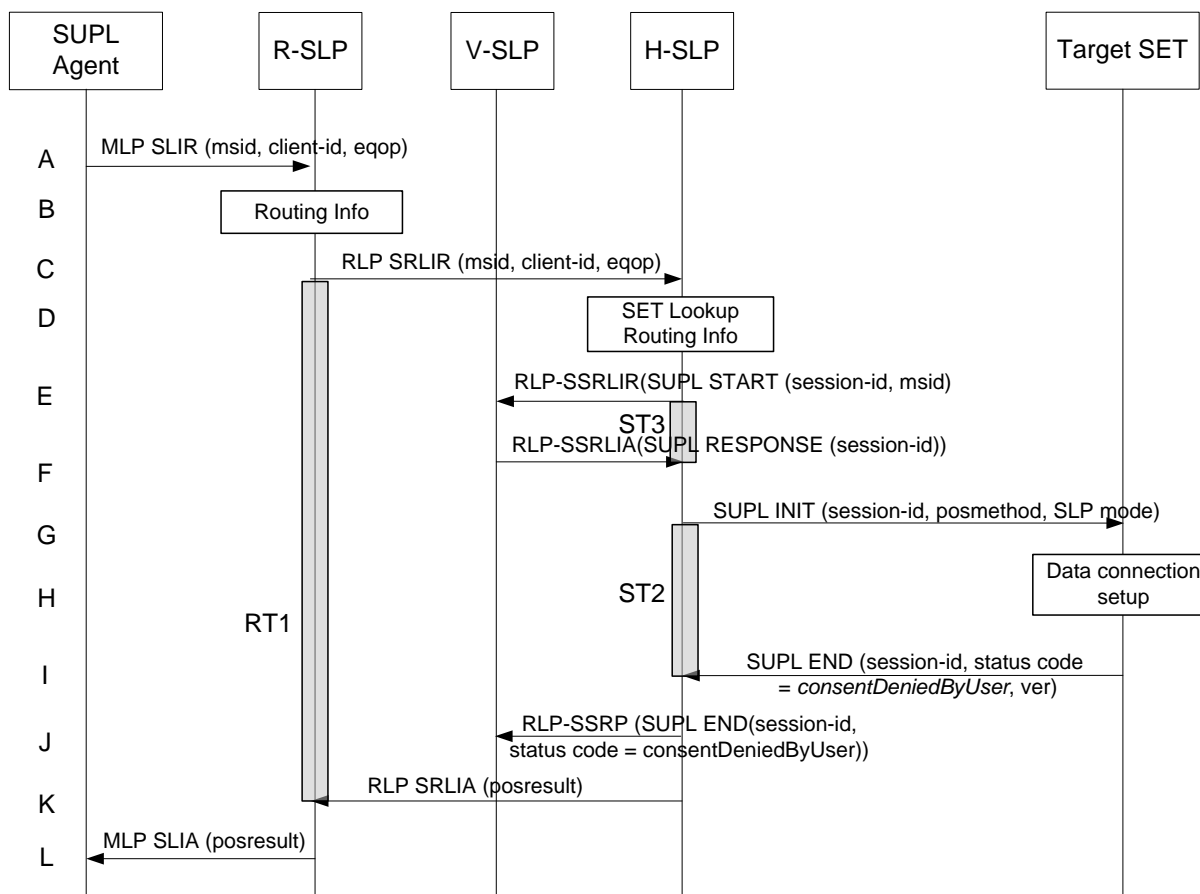 SUPL
Agent
R-SLP
V-SLP
H-SLP
Target SET
A
MLP SLIR (msid, client-id, eqop)
B
Routing Info
C
RLP SRLIR (msid, client-id, eqop)
D
SET Lookup
Routing Info
E
RLP-SSRLIR(SUPL START (session-id, msid)
ST3
F
RLP-SSRLIA(SUPL RESPONSE (session-id))
G
SUPL INIT (session-id, posmethod, SLP mode)
H
Data connection
setup
ST2
RT1
I
SUPL END (session-id, status code
= consentDeniedByUser, ver)
J
RLP-SSRP (SUPL END(session-id,
status code = consentDeniedByUser))
K
RLP SRLIA (posresult)
L
MLP SLIA (posresult)